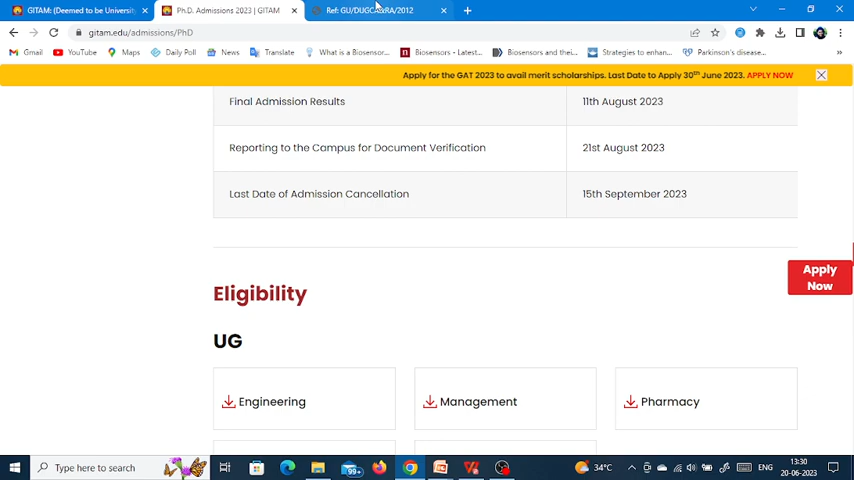 GITAM: (Deemed to be Universit
Ph.D. Admissions 2023 | GITAM
Ref: GU/DUGCA&RA/2012
gitam.edu/admissions/PhD
Gmail
YouTube
Maps
Daily Poll
News
Translate
What is a Biosensor...
Biosensors - Latest...
Biosensors and thei...
Strategies to enhan...
Parkinson's disease...
Apply for the GAT 2023 to avail merit scholarships. Last Date to Apply 30th June 2023. APPLY NOW
Final Admission Results 11th August 2023
Reporting to the Campus for Document Verification 21st August 2023
Last Date of Admission Cancellation 15th September 2023
Apply
Now
Eligibility
UG
Engineering
Management
Pharmacy
Type here to search
99+
34°C
ENG
13:30
20-06-2023